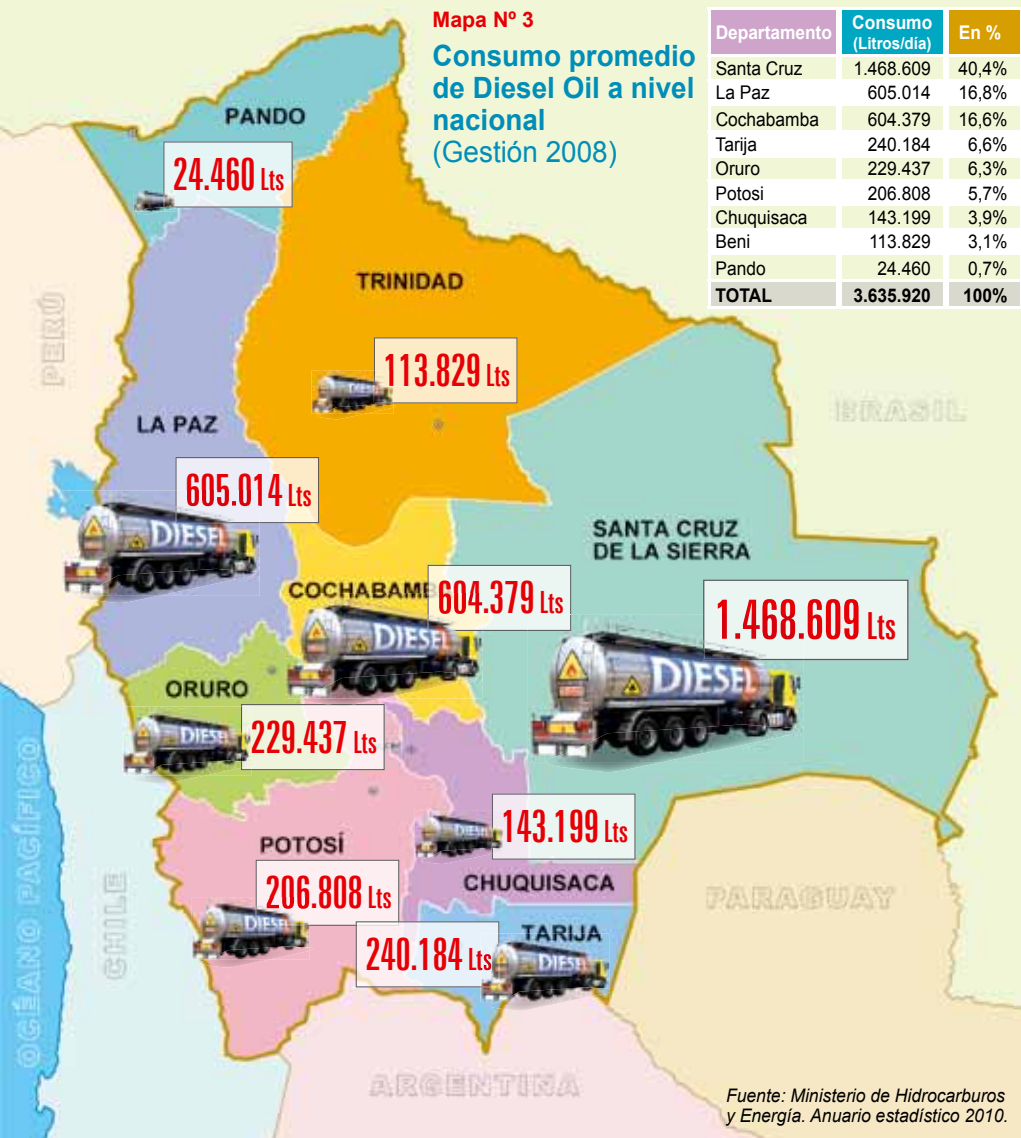 Mapa Nº 3
Consumo promedio
de Diesel Oil a nivel
nacional
(Gestión 2008)
Departamento Consumo (Litros/día) En %
Santa Cruz 1.468.609 40,4%
La Paz 605.014 16,8%
Cochabamba 604.379 16,6%
Tarija 240.184 6,6%
Oruro 229.437 6,3%
Potosi 206.808 5,7%
Chuquisaca 143.199 3,9%
Beni 113.829 3,1%
Pando 24.460 0,7%
TOTAL 3.635.920 100%
PANDO
24.460 Lts
TRINIDAD
PERÚ
113.829 Lts
DIESEL
BRASIL
LA PAZ
605.014 Lts
DIESEL
SANTA CRUZ
DE LA SIERRA
COCHABAMB
604.379 Lts
DIESEL
1.468.609 Lts
DIESEL
ORURO
229.437 Lts
DIESEL
OCÉANO PACÍFICO
CHILE
143.199 Lts
DIESEL
POTOSÍ
206.808 Lts
DIESEL
CHUQUISACA
PARAGUAY
TARIJA
240.184 Lts
DIESEL
ARGENTINA
Fuente: Ministerio de Hidrocarburos
y Energía. Anuario estadístico 2010.